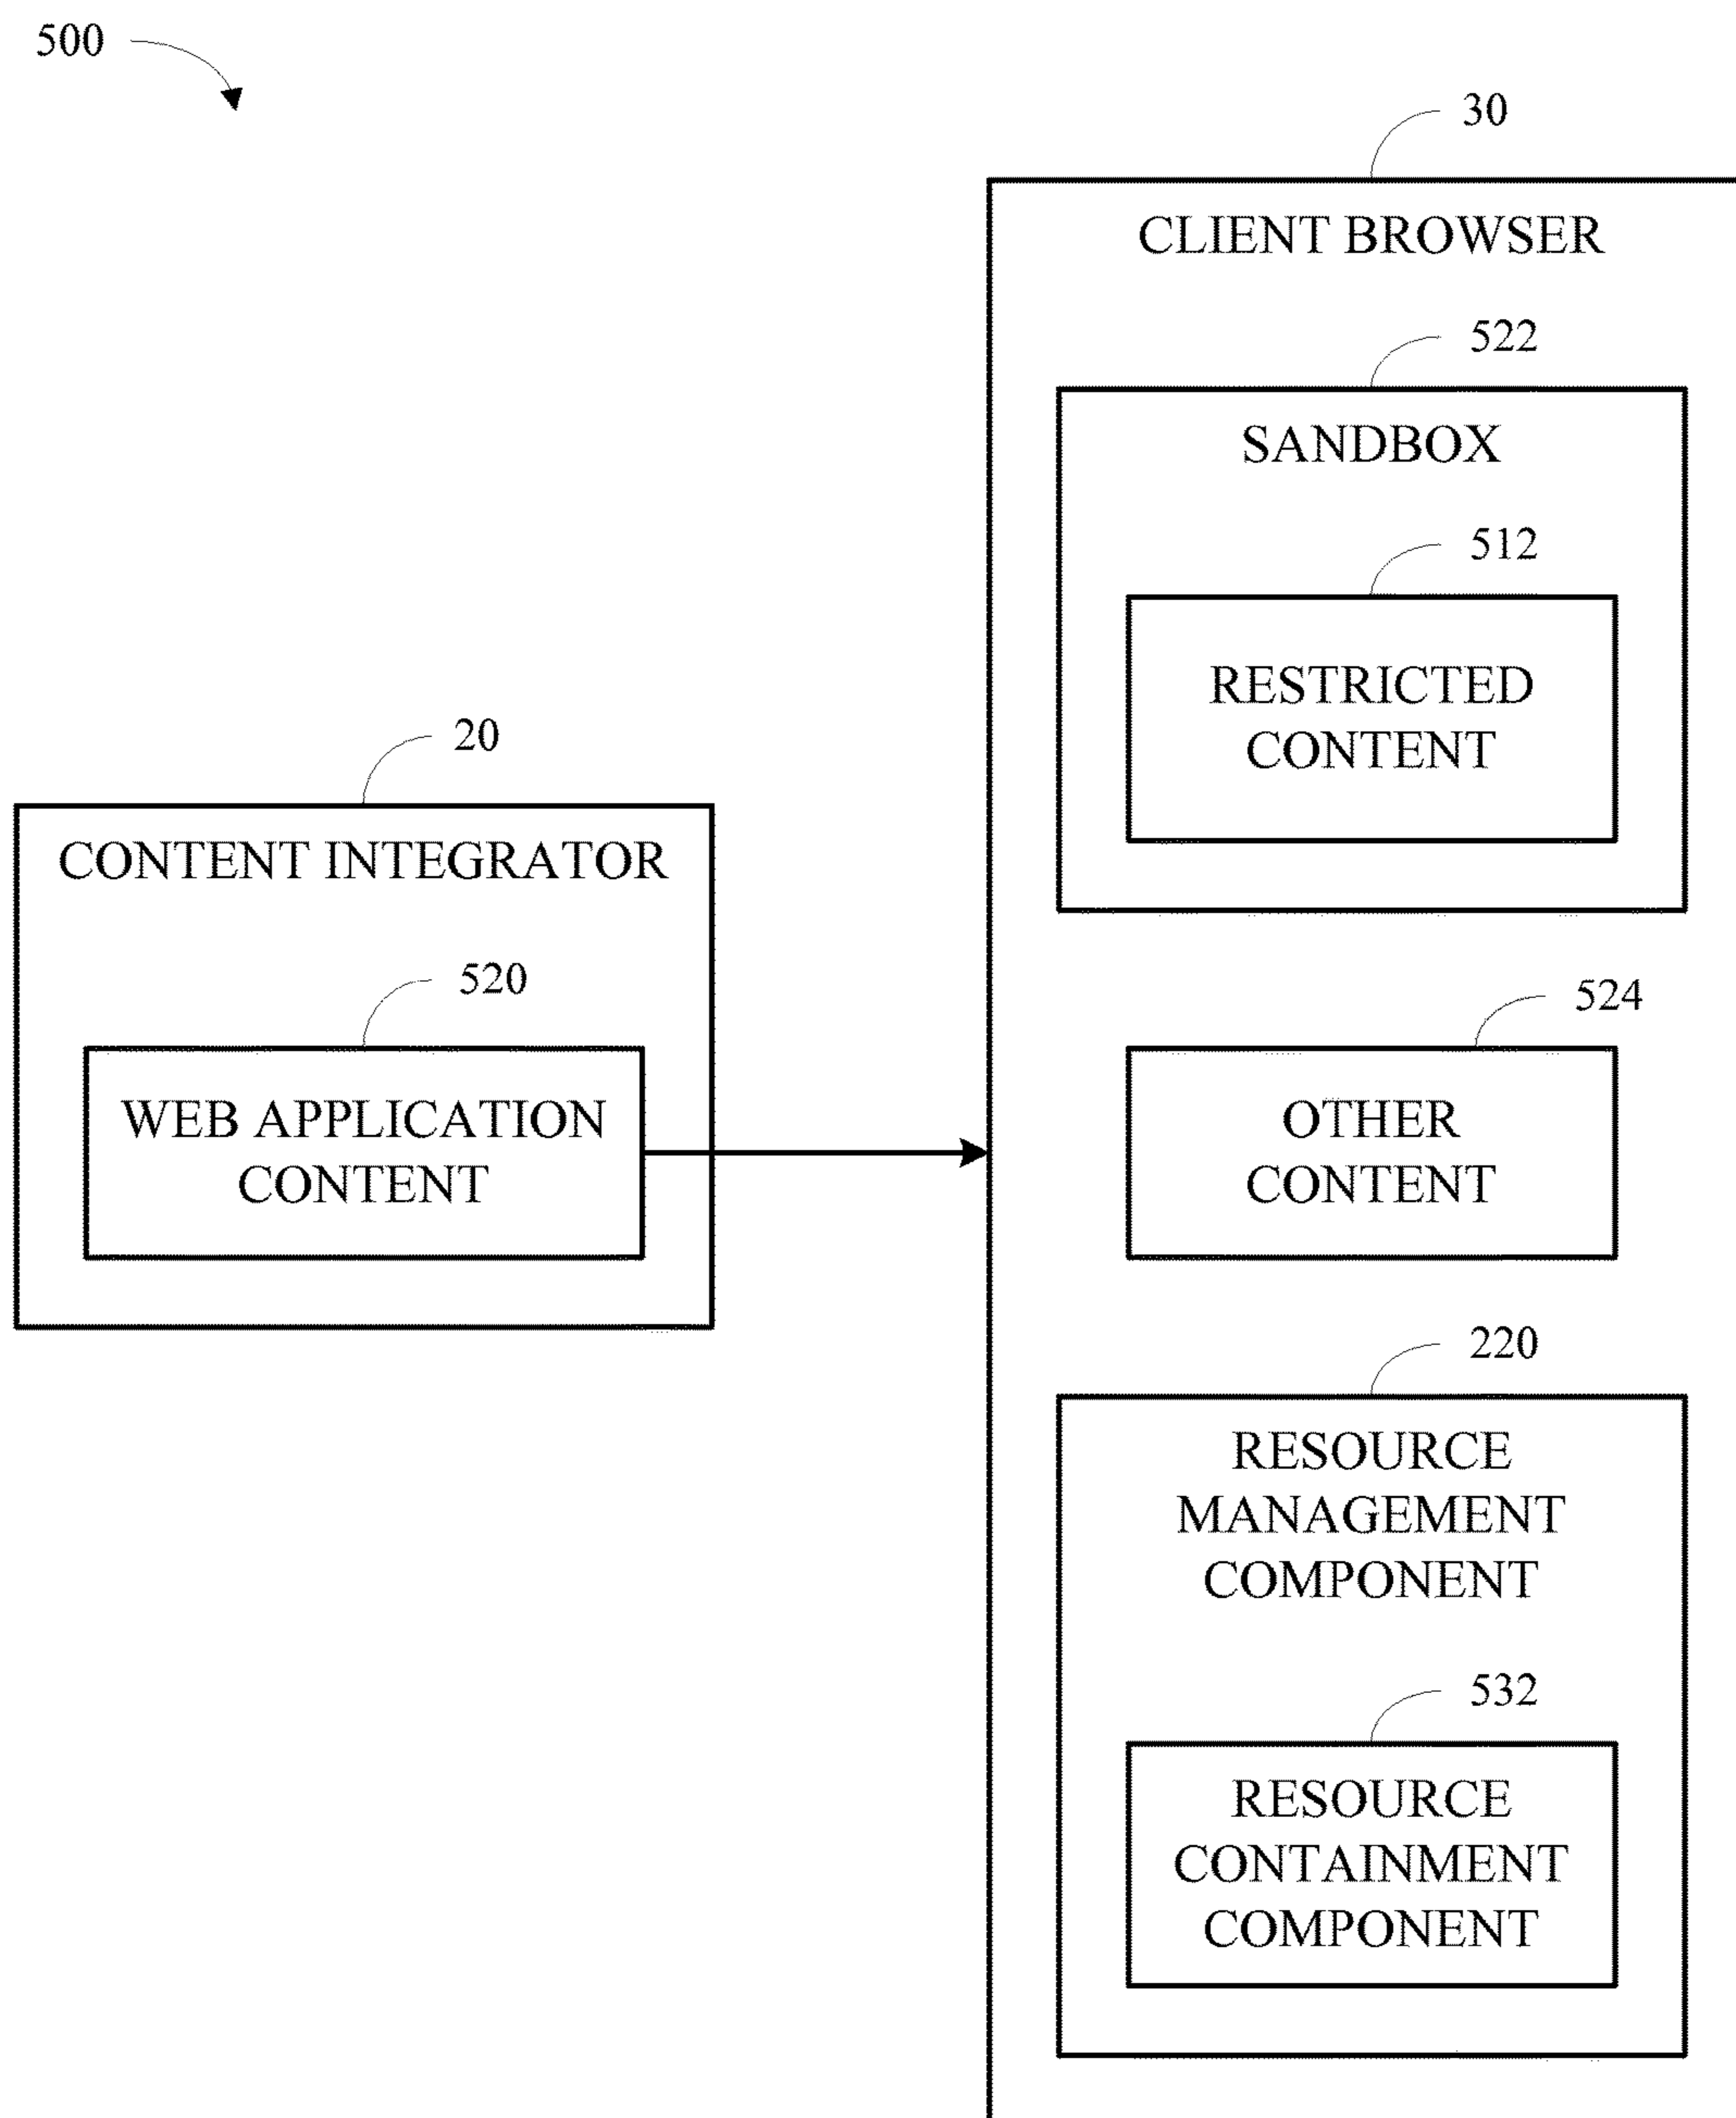 500
30
CLIENT BROWSER
522
SANDBOX
512
RESTRICTED
CONTENT
20
CONTENT INTEGRATOR
520
WEB APPLICATION
CONTENT
524
OTHER
CONTENT
220
RESOURCE
MANAGEMENT
COMPONENT
532
RESOURCE
CONTAINMENT
COMPONENT